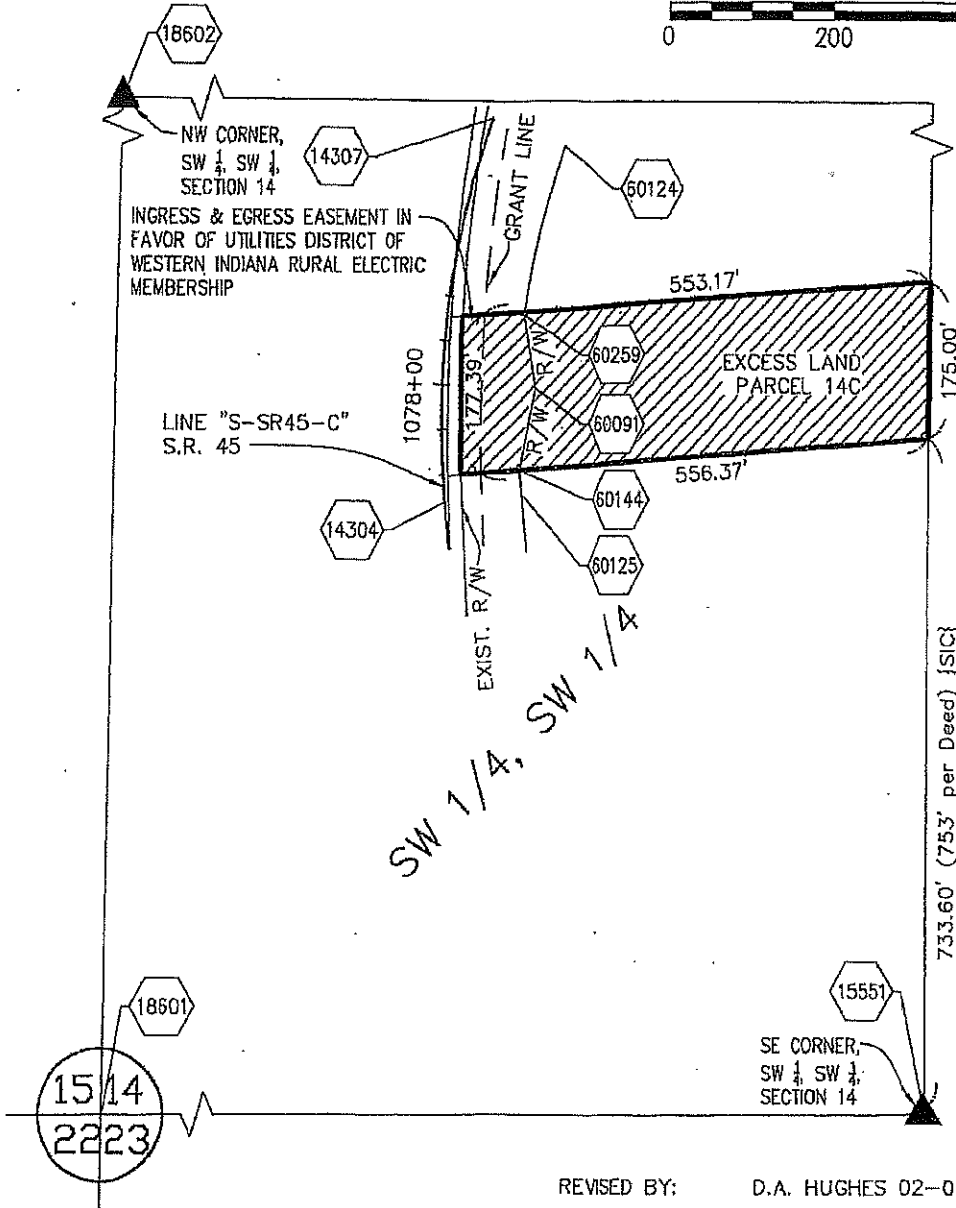 18602
0 200
NW CORNER,
SW 1/4, SW 1/4,
SECTION 14
14307
GRANT LINE
60124
INGRESS & EGRESS EASEMENT IN
FAVOR OF UTILITIES DISTRICT OF
WESTERN INDIANA RURAL ELECTRIC
MEMBERSHIP
553.17'
1078+00
177.39'
R/W
60259
EXCESS LAND
PARCEL 14C
175.00'
LINE "S-SR45-C"
S.R. 45
R/W
60091
556.37'
14304
60144
60125
EXIST. R/W
SW 1/4, SW 1/4
733.60' (753' per Deed) {SIC}
18601
15551
SE CORNER,
SW 1/4, SW 1/4,
SECTION 14
15 14
22 23
REVISED BY: D.A. HUGHES 02-0